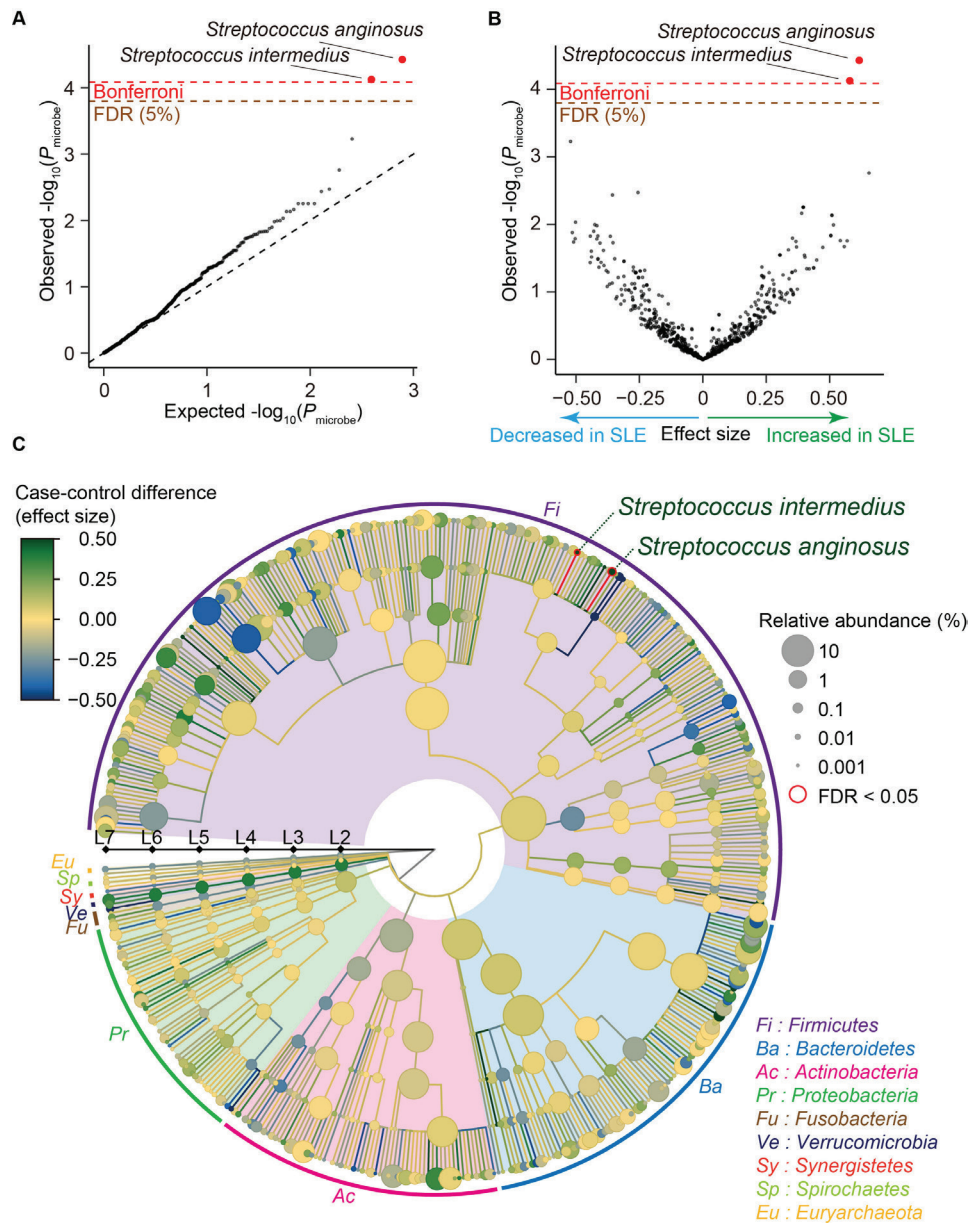 A
Streptococcus anginosus
Streptococcus intermedius
Bonferroni
FDR (5%)
Observed -log10(Pmicrobe)
4
3
2
1
0
0
1
2
3
Expected -log10(Pmicrobe)
B
Streptococcus anginosus
Streptococcus intermedius
Bonferroni
FDR (5%)
Observed -log10(Pmicrobe)
4
3
2
1
0
−0.50
−0.25
0
0.25
0.50
Decreased in SLE
Effect size
Increased in SLE
C
Case-control difference
(effect size)
0.50
0.25
0.00
−0.25
−0.50
Fi
Streptococcus intermedius
Streptococcus anginosus
Relative abundance (%)
10
1
0.1
0.01
0.001
FDR < 0.05
L7
L6
L5
L4
L3
L2
Eu
Sp
Sy
Ve
Fu
Pr
Ac
Ba
Fi : Firmicutes
Ba : Bacteroidetes
Ac : Actinobacteria
Pr : Proteobacteria
Fu : Fusobacteria
Ve : Verrucomicrobia
Sy : Synergistetes
Sp : Spirochaetes
Eu : Euryarchaeota